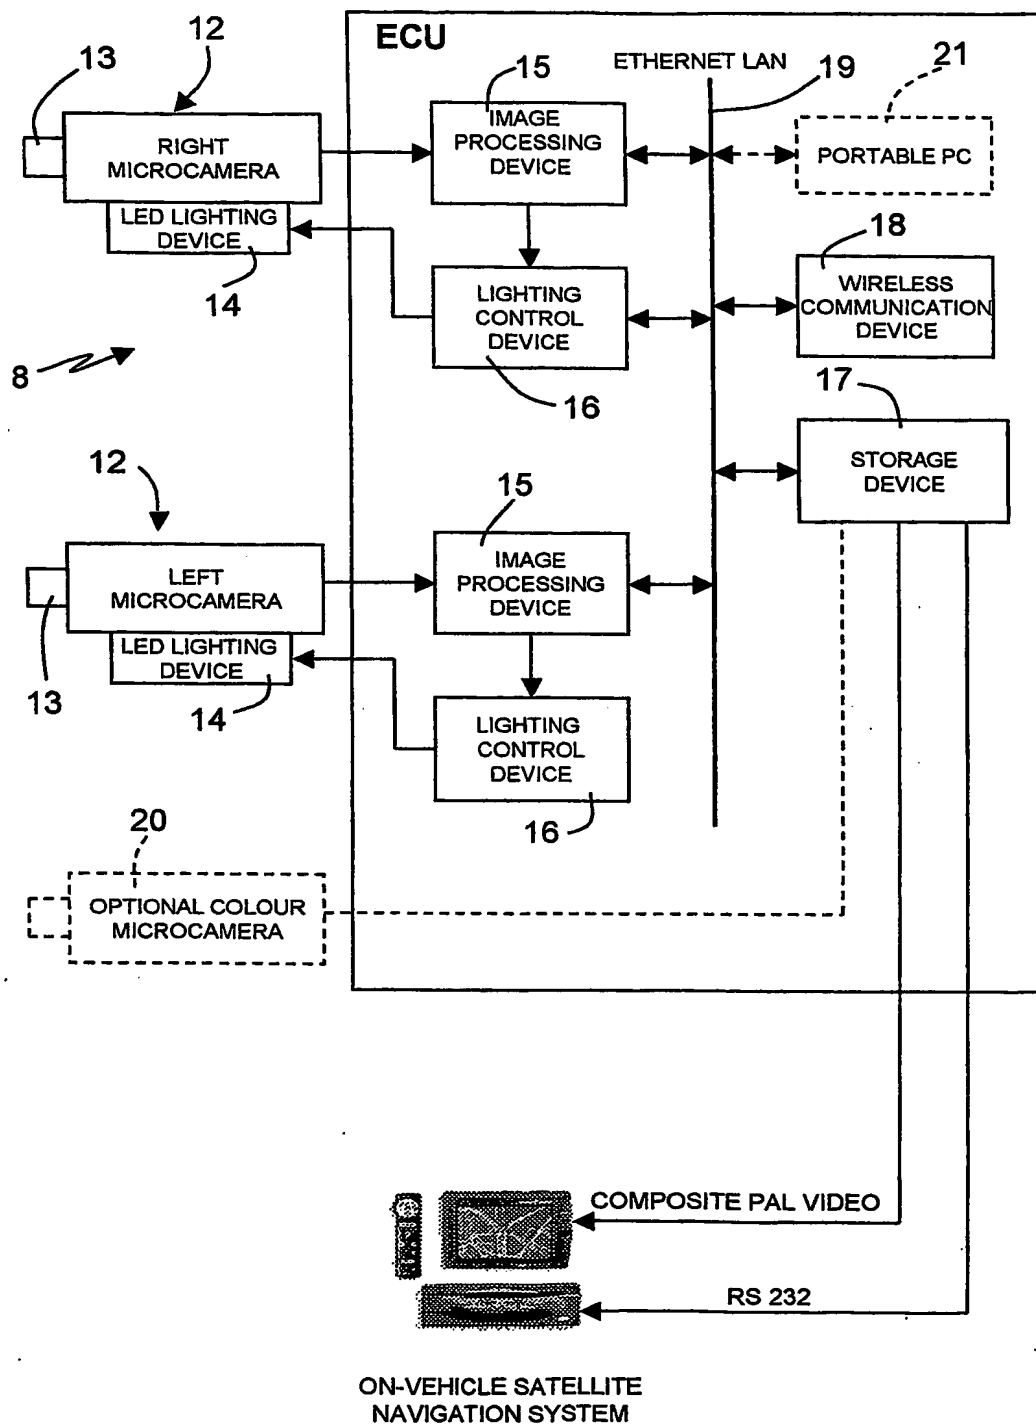 ECU
12
13
15
ETHERNET LAN
19
21
RIGHT
MICROCAMERA
IMAGE
PROCESSING
DEVICE
PORTABLE PC
LED LIGHTING
DEVICE
14
18
LIGHTING
CONTROL
DEVICE
WIRELESS
COMMUNICATION
DEVICE
8
16
17
12
15
STORAGE
DEVICE
LEFT
MICROCAMERA
IMAGE
PROCESSING
DEVICE
LED LIGHTING
DEVICE
13
14
LIGHTING
CONTROL
DEVICE
16
20
OPTIONAL COLOUR
MICROCAMERA
COMPOSITE PAL VIDEO
RS 232
ON-VEHICLE SATELLITE
NAVIGATION SYSTEM